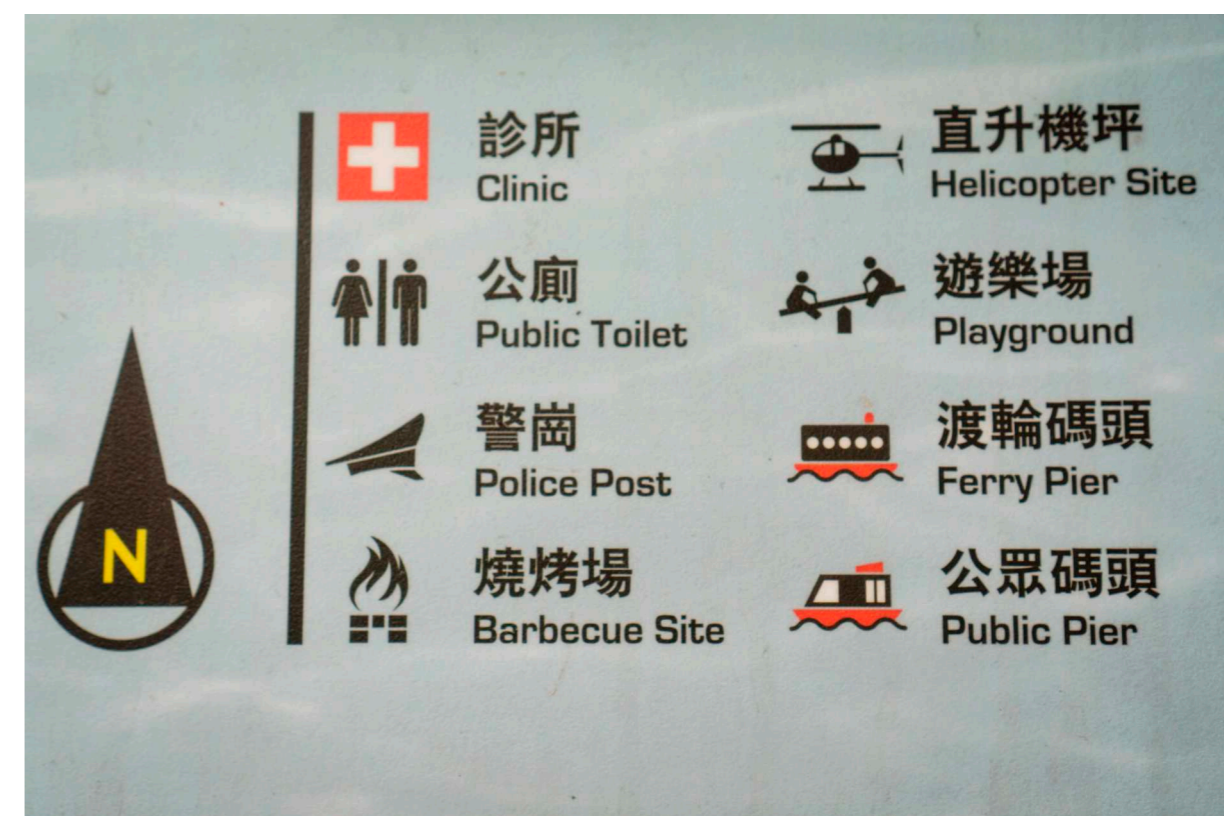 N
診所
Clinic
公廁
Public Toilet
警崗
Police Post
燒烤場
Barbecue Site
直升機坪
Helicopter Site
遊樂場
Playground
渡輪碼頭
Ferry Pier
公眾碼頭
Public Pier